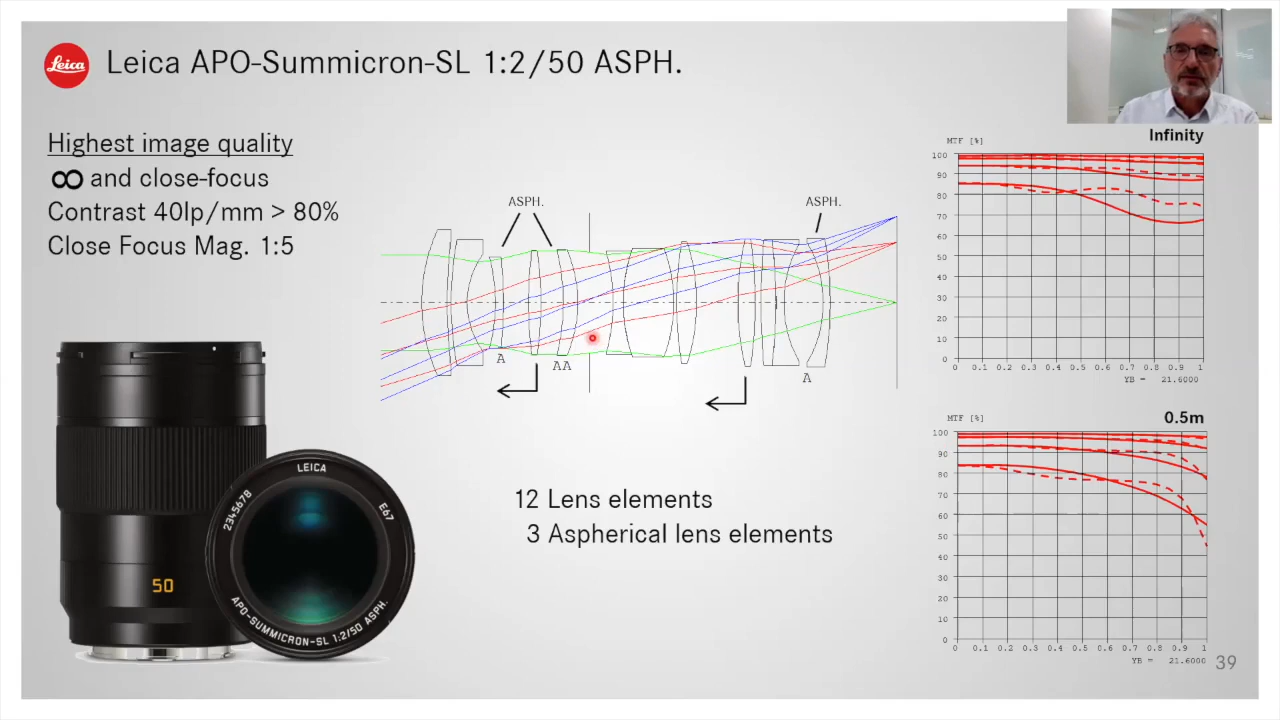 Leica
Leica APO-Summicron-SL 1:2/50 ASPH.
Highest image quality
∞ and close-focus
Contrast 40lp/mm > 80%
Close Focus Mag. 1:5
ASPH.
ASPH.
A
AA
A
12 Lens elements
3 Aspherical lens elements
50
LEICA
E67
2345678
APO-SUMMICRON-SL 1:2/50 ASPH.
Infinity
MTF [%]
100
90
80
70
60
50
40
30
20
10
0
0 0.1 0.2 0.3 0.4 0.5 0.6 0.7 0.8 0.9 1
YB = 21.6000
0.5m
MTF [%]
100
90
80
70
60
50
40
30
20
10
0
0 0.1 0.2 0.3 0.4 0.5 0.6 0.7 0.8 0.9 1
YB = 21.6000
39